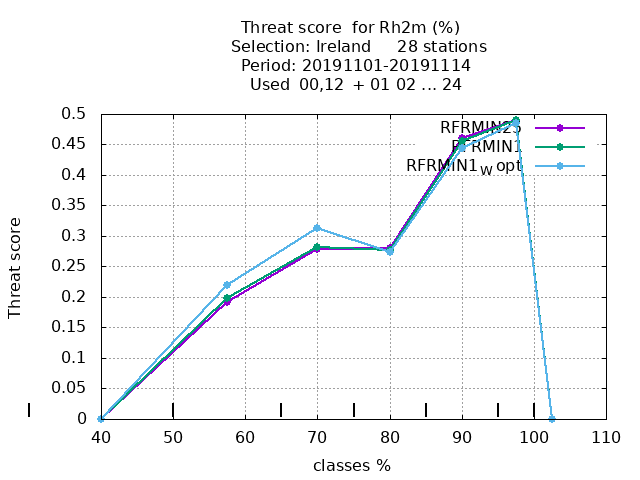 Threat score for Rh2m (%)
Selection: Ireland 28 stations
Period: 20191101-20191114
Used 00,12 + 01 02 ... 24
RFRMIN25
RFRMIN1
RFRMIN1W opt
0.5
0.45
0.4
0.35
0.3
0.25
0.2
0.15
0.1
0.05
0
Threat score
40 50 60 70 80 90 100 110
classes %